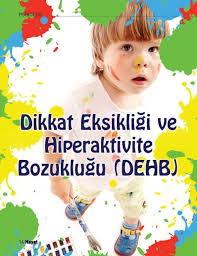 Dikkat Eksikliği ve
Hiperaktivite
Bozukluğu (DEHB)